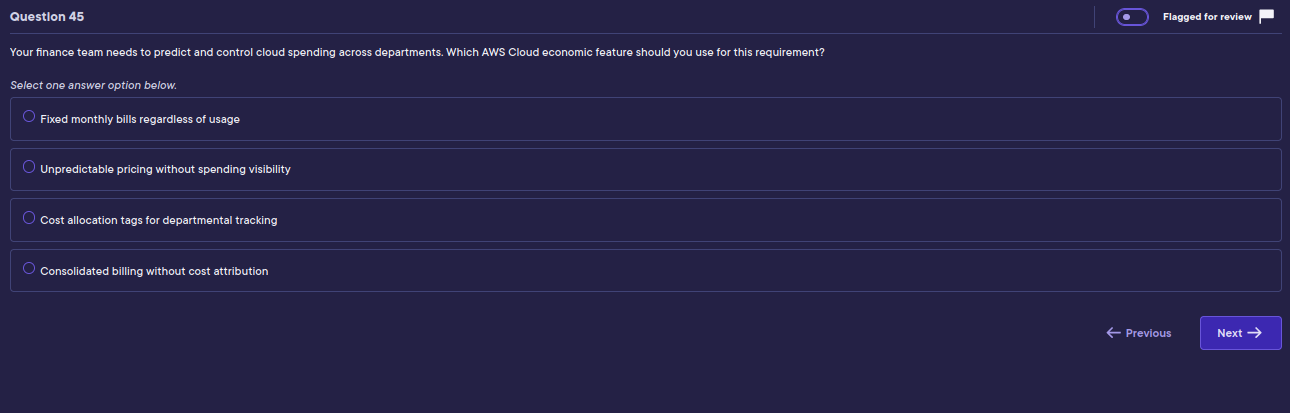 Question 45
Flagged for review
Your finance team needs to predict and control cloud spending across departments. Which AWS Cloud economic feature should you use for this requirement?
Select one answer option below.
Fixed monthly bills regardless of usage
Unpredictable pricing without spending visibility
Cost allocation tags for departmental tracking
Consolidated billing without cost attribution
Previous
Next